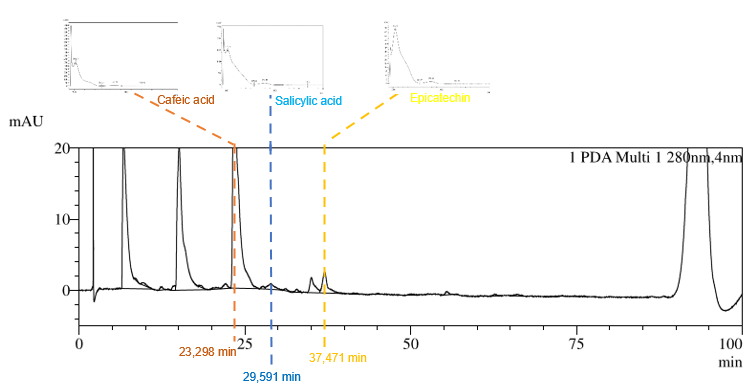 Cafeic acid
Salicylic acid
Epicatechin
mAU
20
1 PDA Multi 1 280nm,4nm
10
0
0
25
50
75
100
23,298 min
37,471 min
min
29,591 min